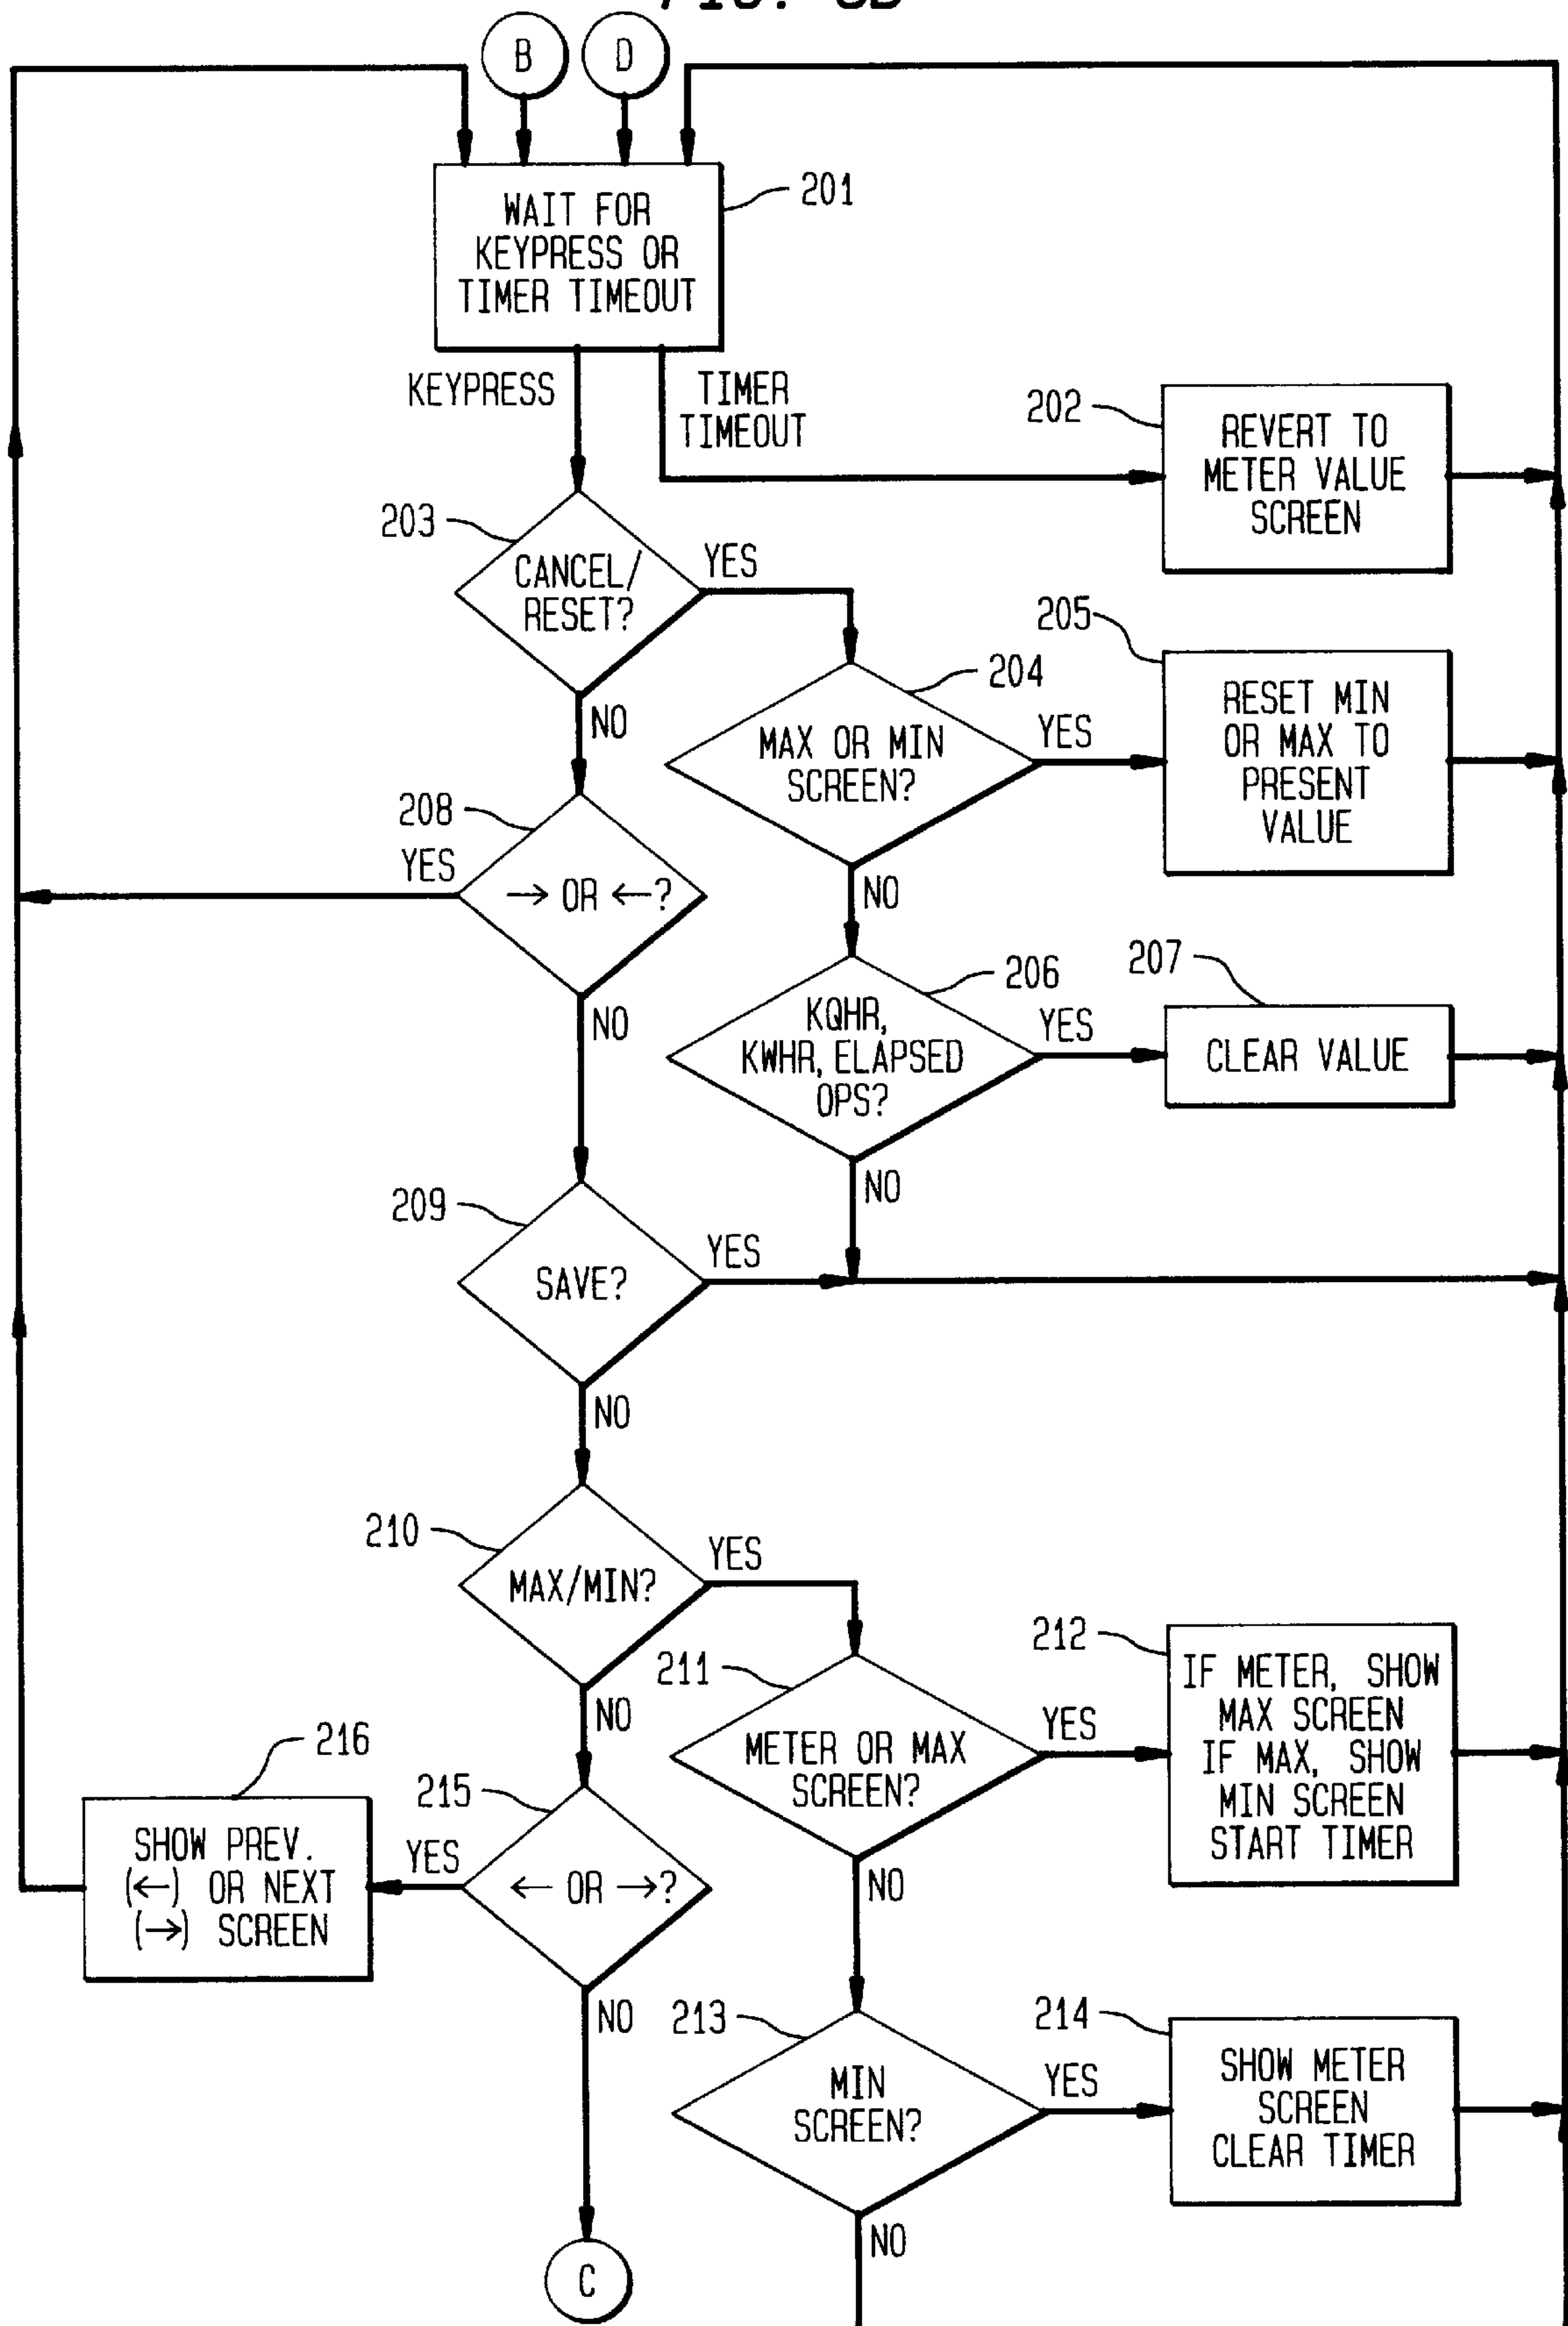 B
D
201
WAIT FOR
KEYPRESS OR
TIMER TIMEOUT
KEYPRESS
TIMER
TIMEOUT
202
REVERT TO
METER VALUE
SCREEN
203
CANCEL/
RESET?
YES
NO
204
MAX OR MIN
SCREEN?
YES
NO
205
RESET MIN
OR MAX TO
PRESENT
VALUE
208
→ OR ←?
YES
NO
206
KQHR,
KWHR, ELAPSED
OPS?
YES
NO
207
CLEAR VALUE
209
SAVE?
YES
NO
210
MAX/MIN?
YES
NO
211
METER OR MAX
SCREEN?
YES
NO
212
IF METER, SHOW
MAX SCREEN
IF MAX, SHOW
MIN SCREEN
START TIMER
215
← OR →?
YES
NO
216
SHOW PREV.
(←) OR NEXT
(→) SCREEN
213
MIN
SCREEN?
YES
NO
214
SHOW METER
SCREEN
CLEAR TIMER
C